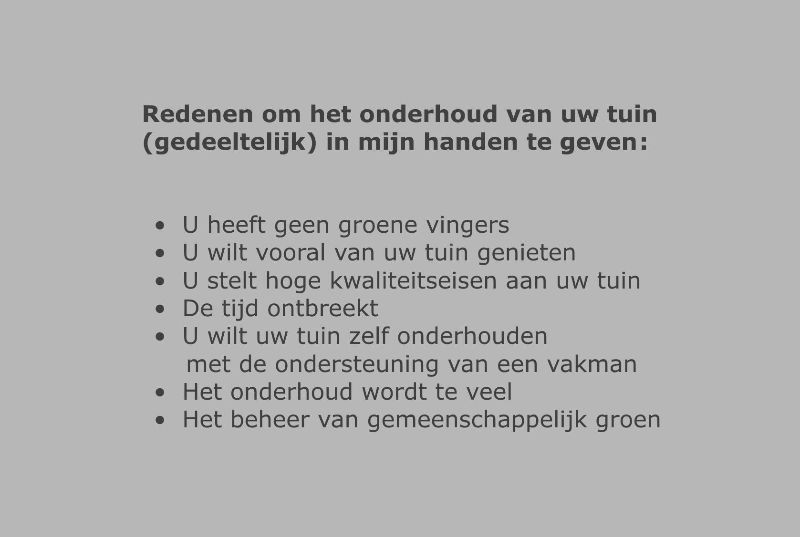 Redenen om het onderhoud van uw tuin
(gedeeltelijk) in mijn handen te geven:
• U heeft geen groene vingers
• U wilt vooral van uw tuin genieten
• U stelt hoge kwaliteitseisen aan uw tuin
• De tijd ontbreekt
• U wilt uw tuin zelf onderhouden
met de ondersteuning van een vakman
• Het onderhoud wordt te veel
• Het beheer van gemeenschappelijk groen